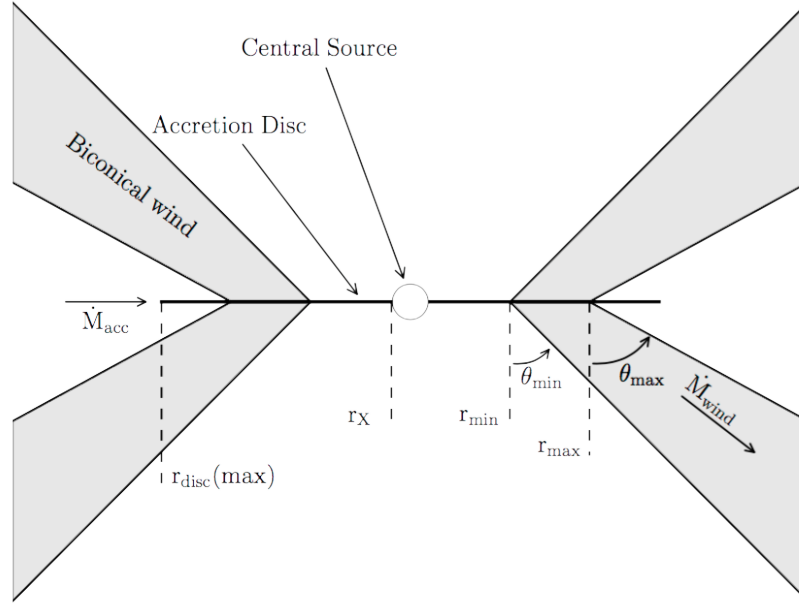 Central Source
Accretion Disc
Biconical wind
Ṁacc
θmin
θmax
Ṁwind
rX
rmin
rmax
rdisc(max)